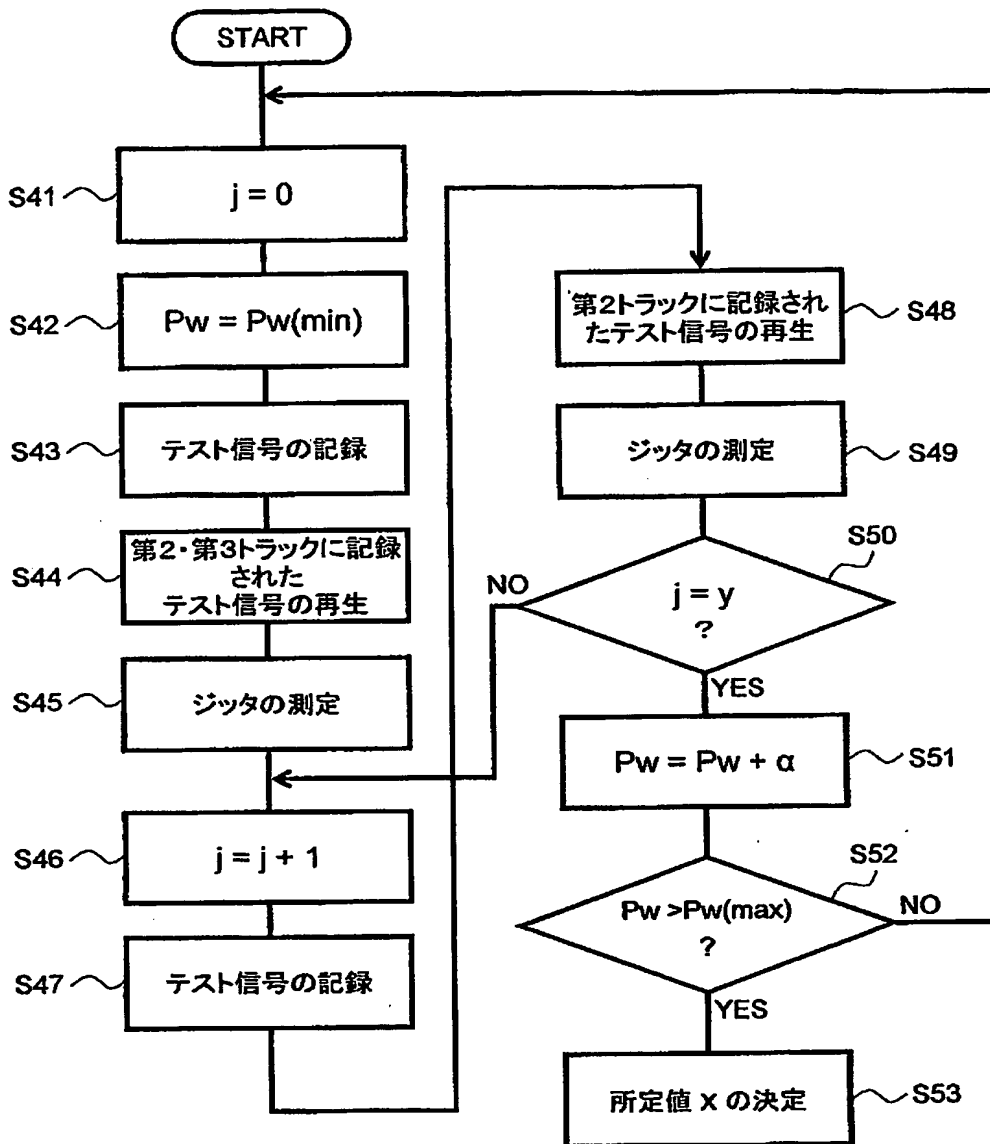 START
S41
j = 0
S42
Pw = Pw(min)
S43
テスト信号の記録
S44
第2・第3トラックに記録
された
テスト信号の再生
S45
ジッタの測定
S46
j = j + 1
S47
テスト信号の記録
第2トラックに記録され
たテスト信号の再生
S48
ジッタの測定
S49
S50
NO
j = y
?
YES
Pw = Pw + α
S51
S52
Pw >Pw(max)
?
NO
YES
所定値 x の決定
S53